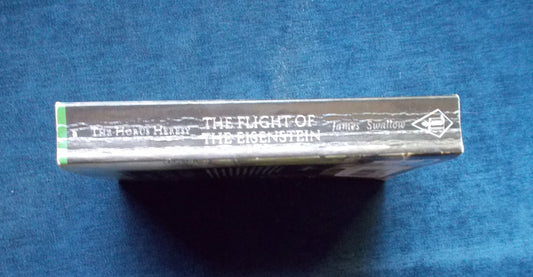 THE HORUS HERESY
THE FLIGHT OF
THE EISENSTEIN
James Swallow